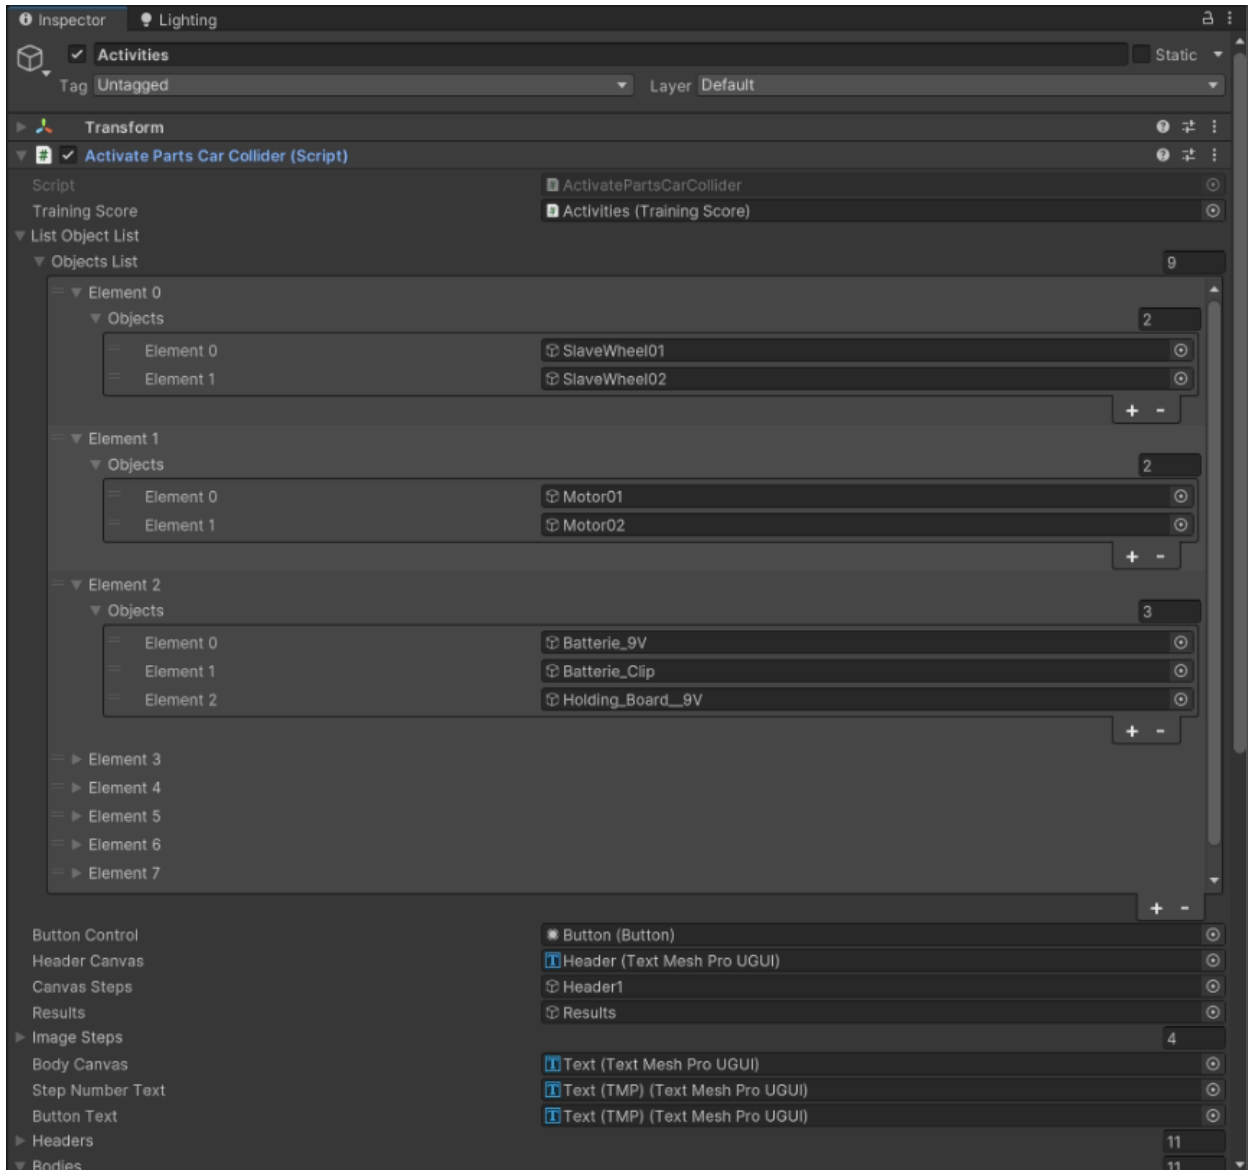 Inspector Lighting
Activities Static
Tag Untagged Layer Default
Transform
# Activate Parts Car Collider (Script)
Script ActivatePartsCarCollider
Training Score Activities (Training Score)
List Object List
Objects List 9
Element 0
Objects 2
Element 0 SlaveWheel01
Element 1 SlaveWheel02
+ -
Element 1
Objects 2
Element 0 Motor01
Element 1 Motor02
+ -
Element 2
Objects 3
Element 0 Batterie_9V
Element 1 Batterie_Clip
Element 2 Holding_Board__9V
+ -
Element 3
Element 4
Element 5
Element 6
Element 7
+ -
Button Control Button (Button)
Header Canvas Header (Text Mesh Pro UGUI)
Canvas Steps Header1
Results Results
Image Steps 4
Body Canvas Text (Text Mesh Pro UGUI)
Step Number Text Text (TMP) (Text Mesh Pro UGUI)
Button Text Text (TMP) (Text Mesh Pro UGUI)
Headers 11
Bodies 11